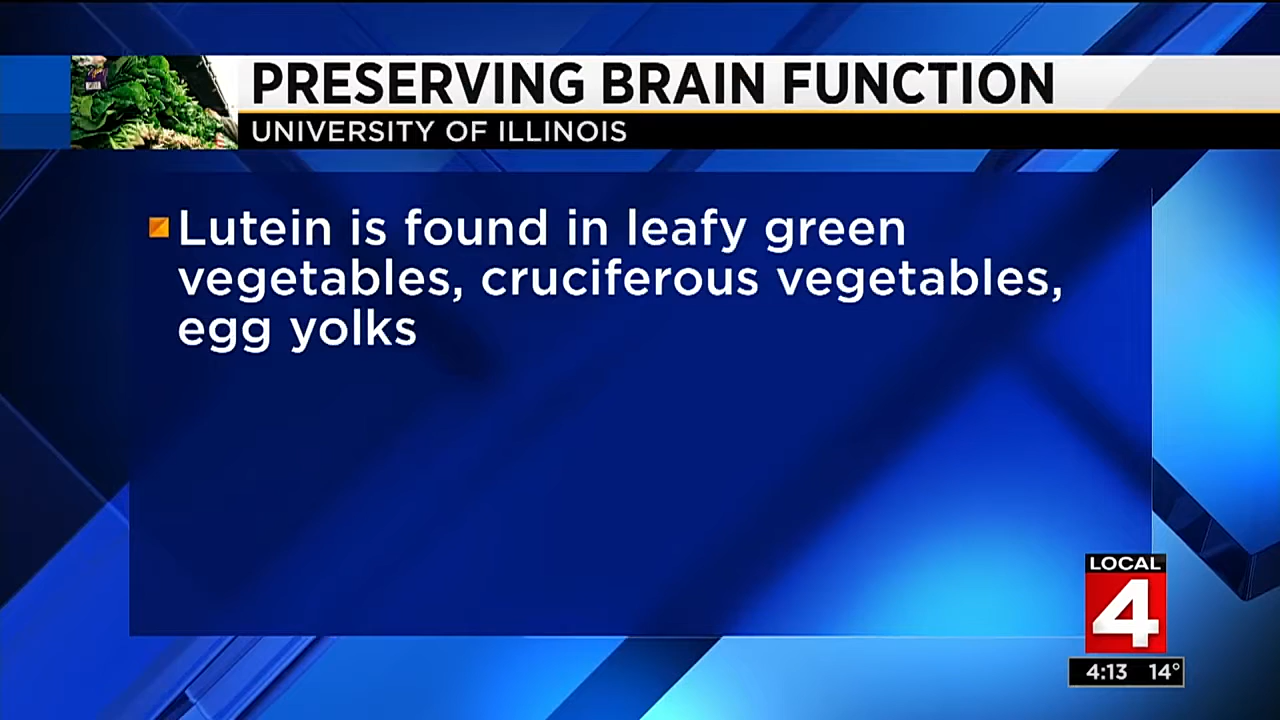 PRESERVING BRAIN FUNCTION
UNIVERSITY OF ILLINOIS
Lutein is found in leafy green
vegetables, cruciferous vegetables,
egg yolks
LOCAL
4
4:13 14°